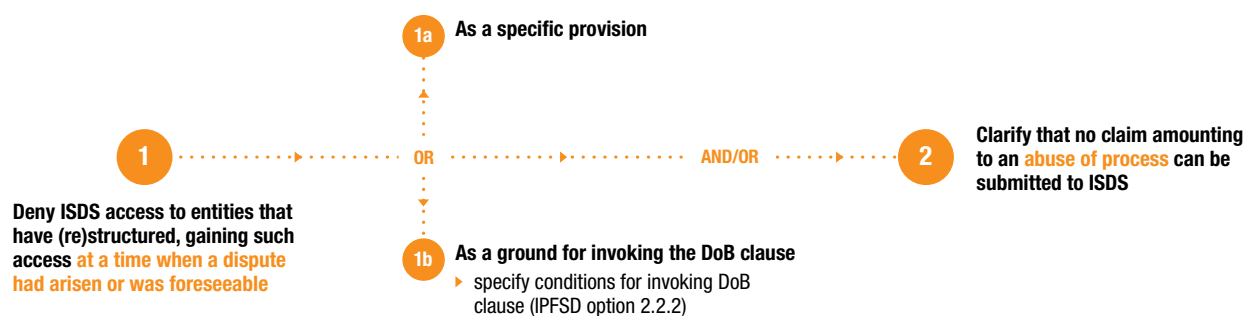 1a
As a specific provision
1
OR
AND/OR
2
Clarify that no claim amounting
to an abuse of process can be
submitted to ISDS
Deny ISDS access to entities that
have (re)structured, gaining such
access at a time when a dispute
had arisen or was foreseeable
1b
As a ground for invoking the DoB clause
specify conditions for invoking DoB
clause (IPFSD option 2.2.2)